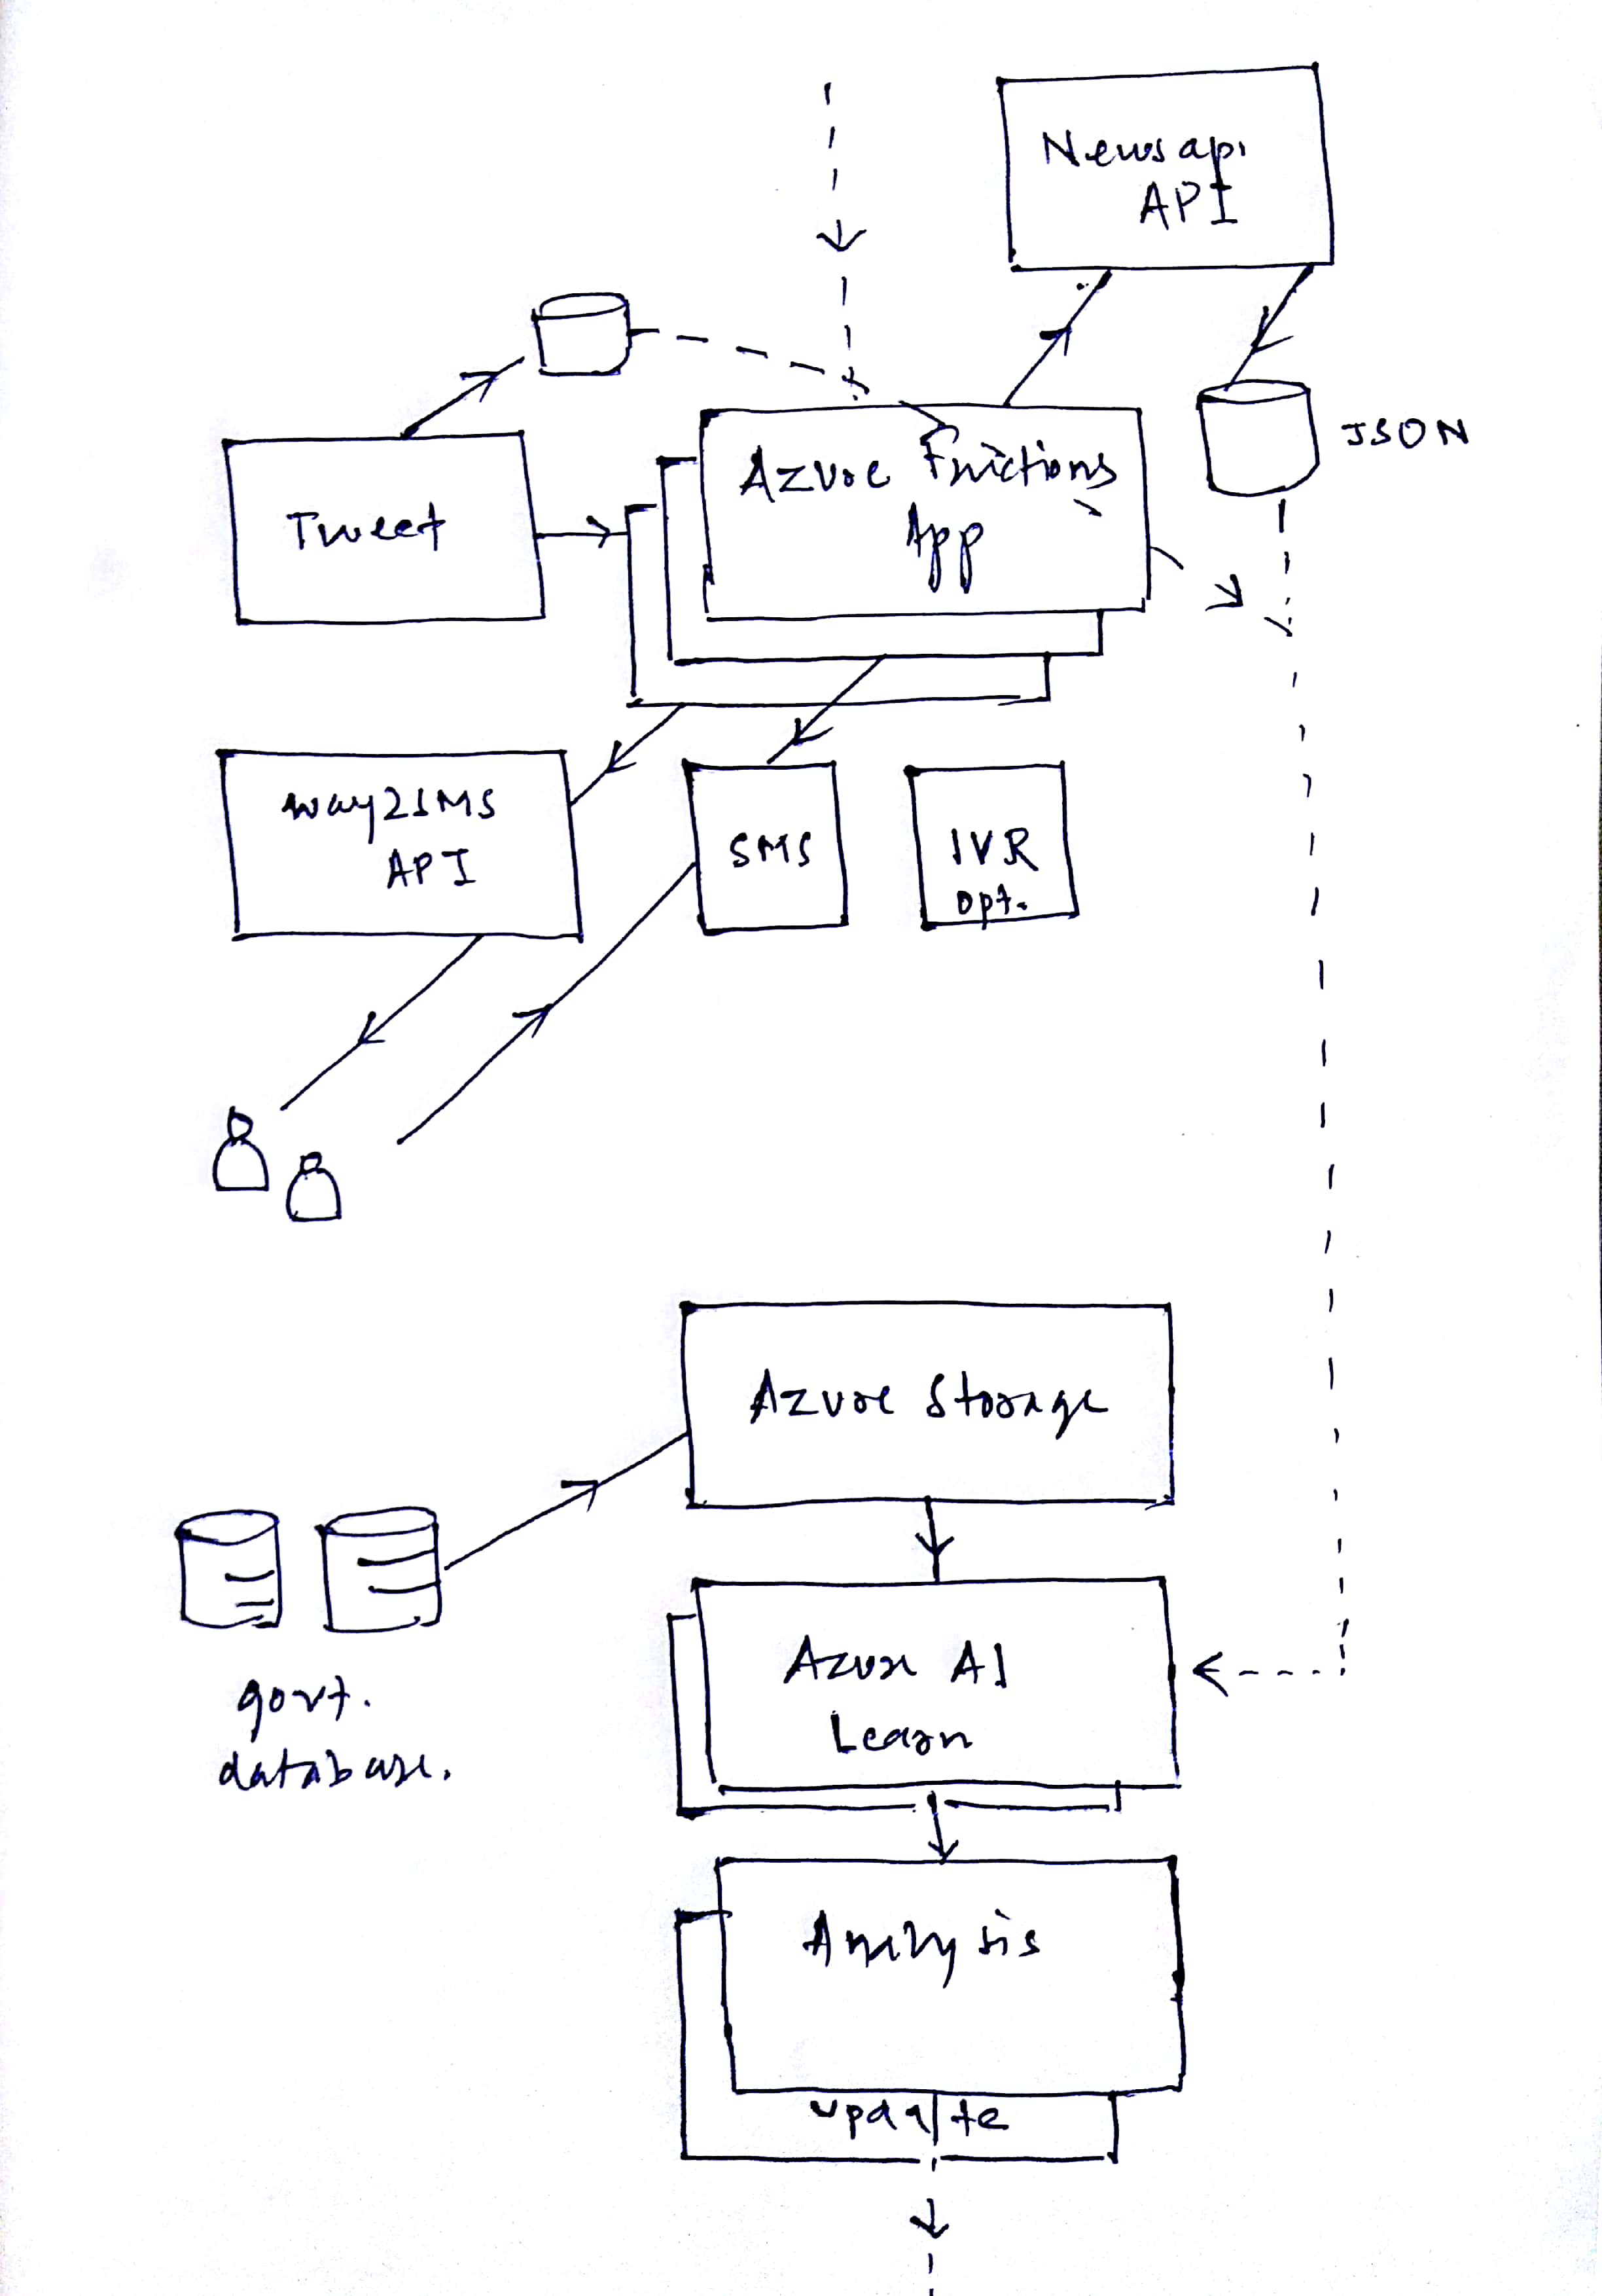 Newsapi
API
JSON
Azure Functions
App
Tweet
way2SMS
API
SMS
IVR
opt.
Azure Storage
govt.
database.
Azure AI
Learn
Analysis
update